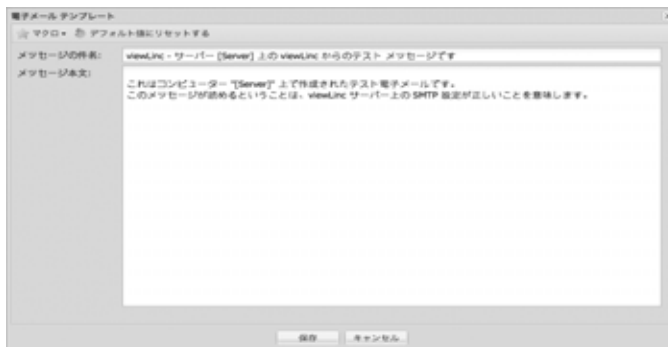 電子メール テンプレート
マクロ デフォルト値にリセットする
メッセージの件名: viewLinc - サーバー [Server] 上の viewLinc からのテスト メッセージです
メッセージ本文:
これはコンピューター "[Server]" 上で作成されたテスト電子メールです。
このメッセージが読めるということは、viewLinc サーバー上の SMTP 設定が正しいことを意味します。
保存 キャンセル